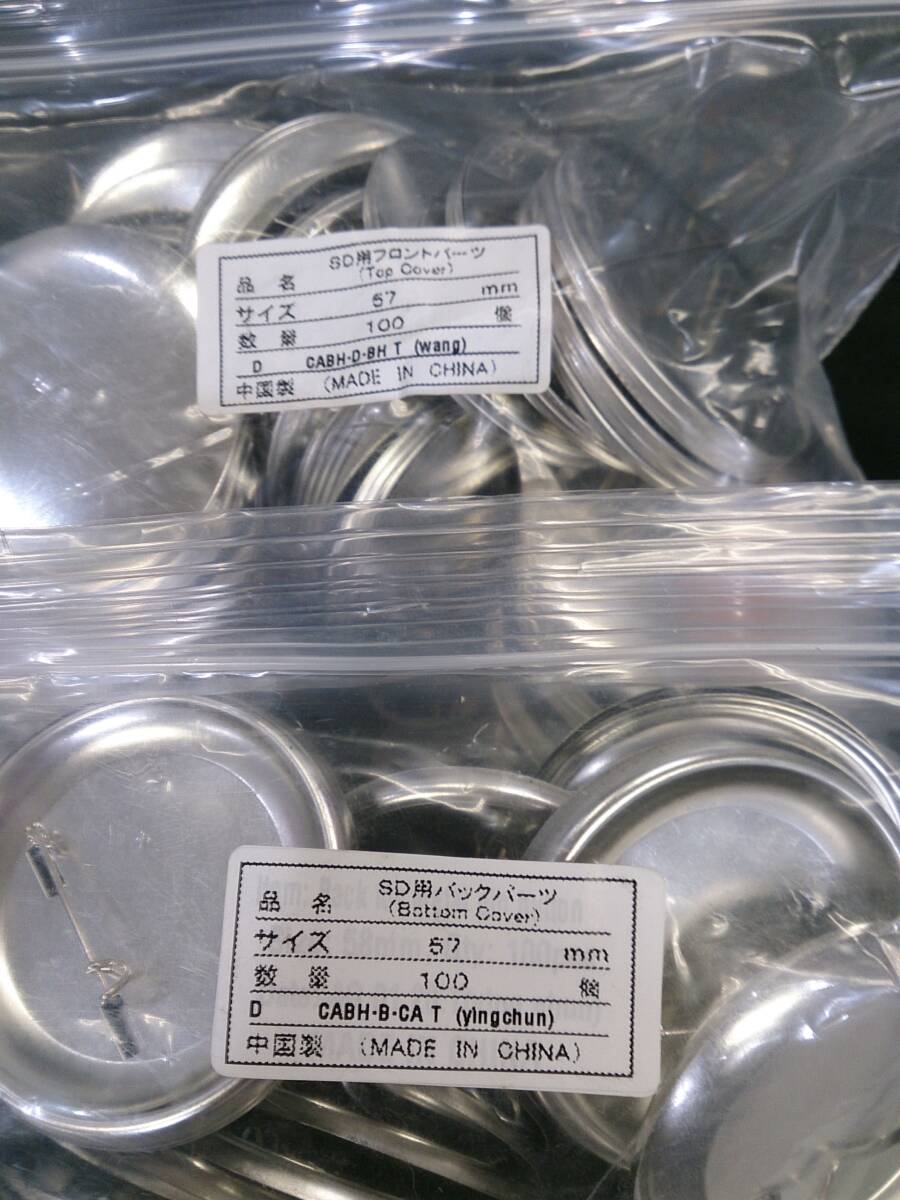 SD用フロントパーツ
品 名 (Top Cover)
サイズ 57 mm
数 量 100 個
D CABH-D-BH T (wang)
中国製 (MADE IN CHINA)
SD用バックパーツ
品 名 (Bottom Cover)
サイズ 57 mm
数 量 100 個
D CABH-B-CA T (yingchun)
中国製 (MADE IN CHINA)